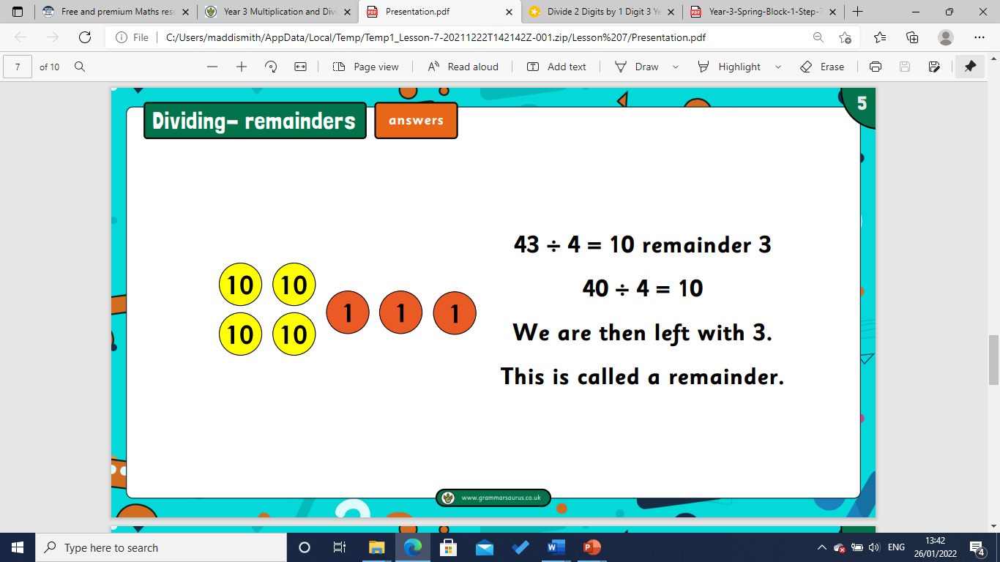 Free and premium Maths res
Year 3 Multiplication and Divi
Presentation.pdf
Divide 2 Digits by 1 Digit 3 Ye
Year-3-Spring-Block-1-Step-7
File
C:/Users/maddismith/AppData/Local/Temp/Temp1_Lesson-7-20211222T142142Z-001.zip/Lesson%207/Presentation.pdf
7 of 10
Page view
Read aloud
Add text
Draw
Highlight
Erase
Dividing- remainders
answers
5
43 ÷ 4 = 10 remainder 3
40 ÷ 4 = 10
We are then left with 3.
This is called a remainder.
10 10
1 1 1
10 10
www.grammarsaurus.co.uk
Type here to search
ENG
13:42
26/01/2022
4